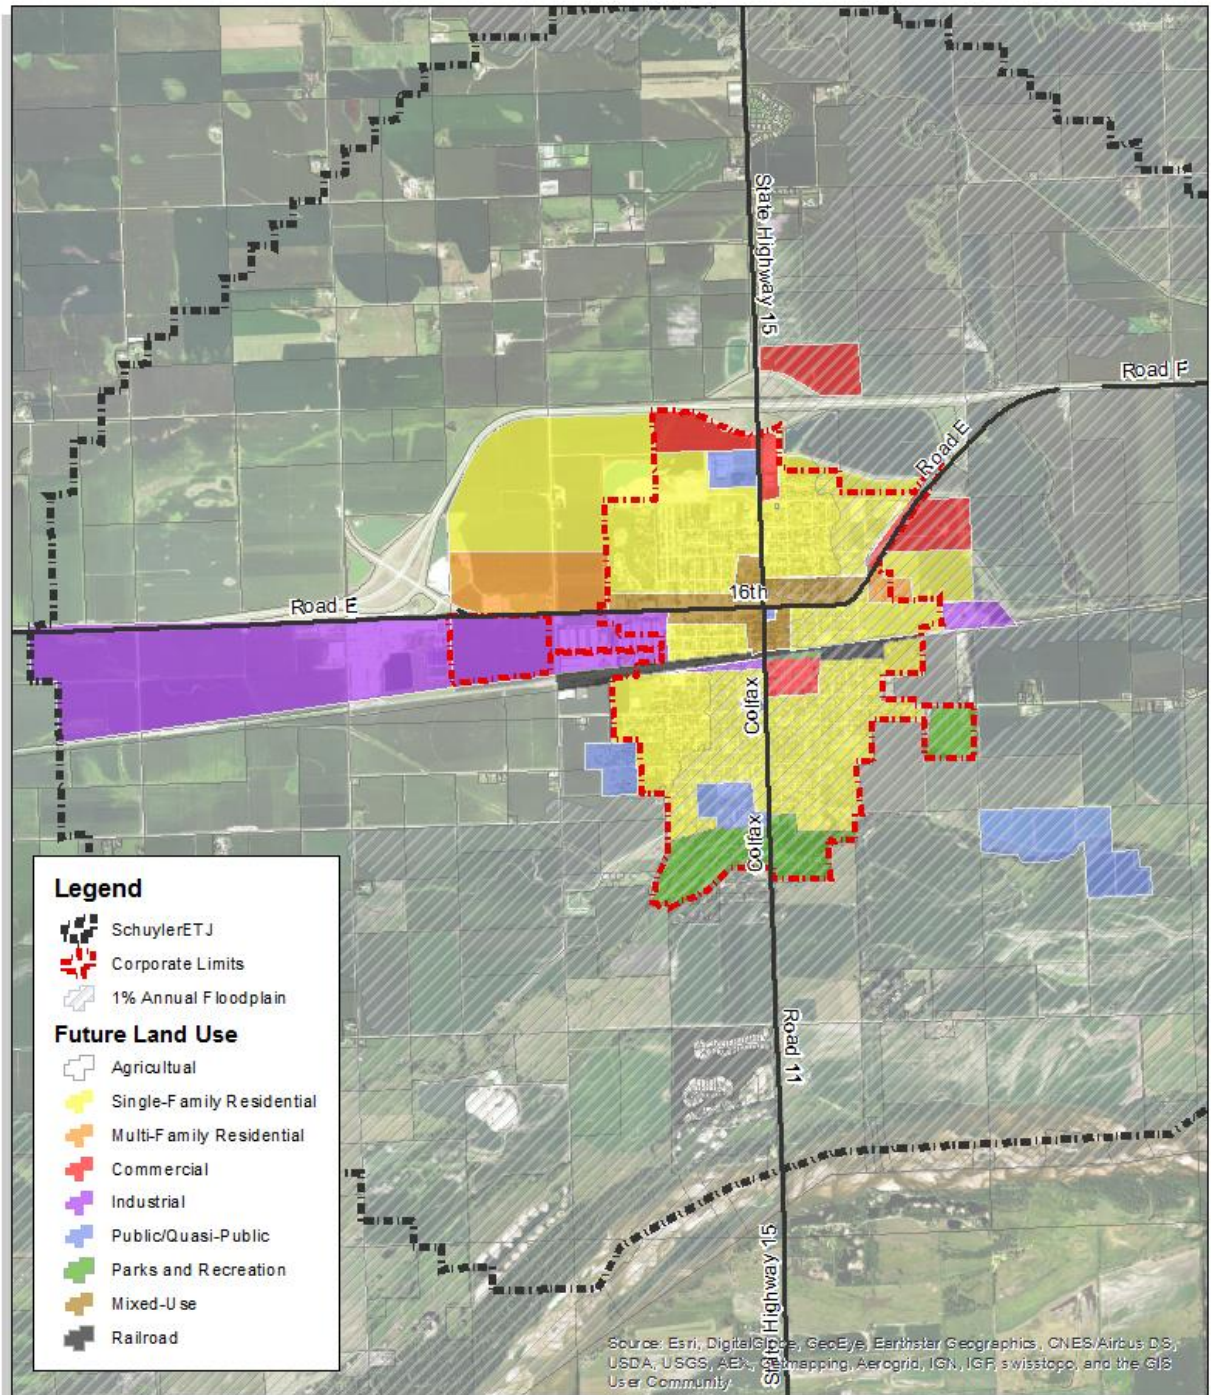 State Highway 15
Road F
Road E
Road E
16th
Colfax
Colfax
Road 11
State Highway 15
Legend
SchuylerETJ
Corporate Limits
1% Annual Floodplain
Future Land Use
Agricultual
Single-Family Residential
Multi-Family Residential
Commercial
Industrial
Public/Quasi-Public
Parks and Recreation
Mixed-Use
Railroad
Source: Esri, DigitalGlobe, GeoEye, Earthstar Geographics, CNES/Airbus DS,
USDA, USGS, AEX, Getmapping, Aerogrid, IGN, IGP, swisstopo, and the GIS
User Community